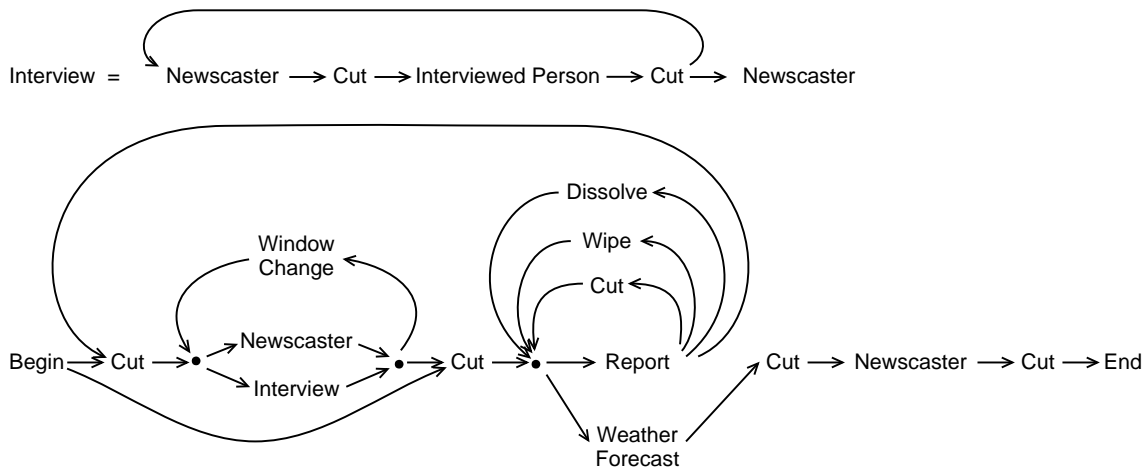 Interview = Newscaster Cut Interviewed Person Cut Newscaster
Dissolve
Wipe
Window
Change
Cut
Newscaster
Begin Cut Cut Report Cut Newscaster Cut End
Interview
Weather
Forecast